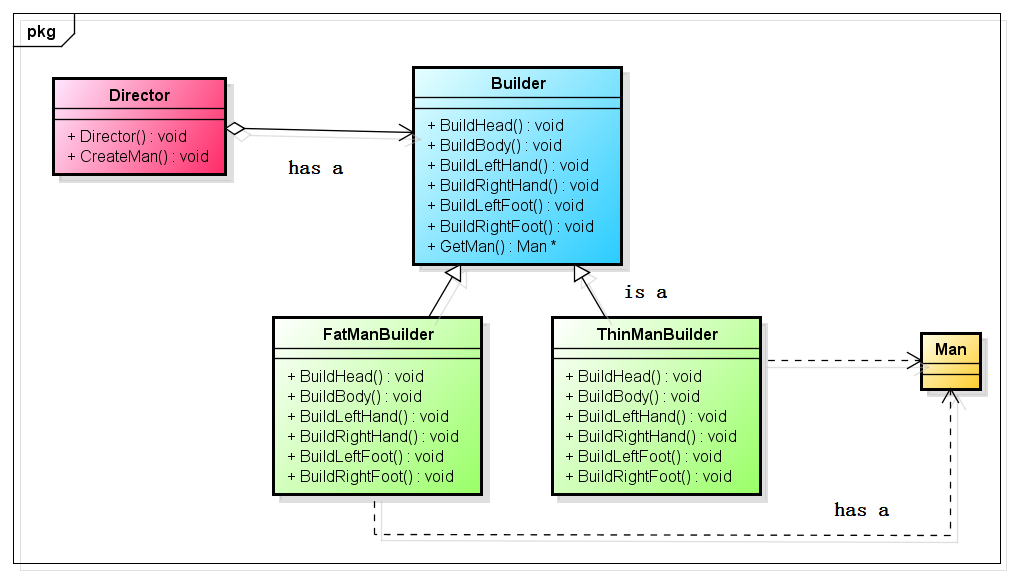 pkg
Director
+ Director() : void
+ CreateMan() : void
has a
Builder
+ BuildHead() : void
+ BuildBody() : void
+ BuildLeftHand() : void
+ BuildRightHand() : void
+ BuildLeftFoot() : void
+ BuildRightFoot() : void
+ GetMan() : Man *
is a
FatManBuilder
+ BuildHead() : void
+ BuildBody() : void
+ BuildLeftHand() : void
+ BuildRightHand() : void
+ BuildLeftFoot() : void
+ BuildRightFoot() : void
ThinManBuilder
+ BuildHead() : void
+ BuildBody() : void
+ BuildLeftHand() : void
+ BuildRightHand() : void
+ BuildLeftFoot() : void
+ BuildRightFoot() : void
Man
has a